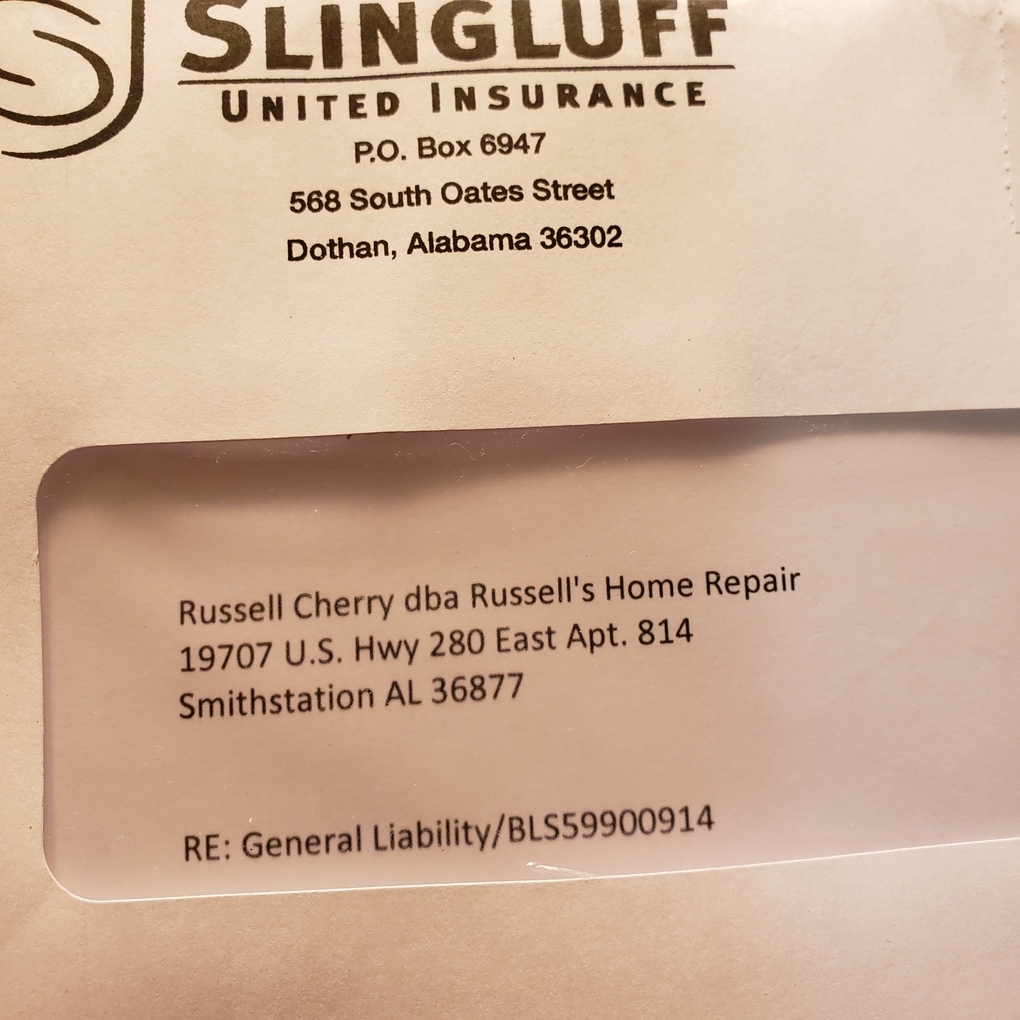 SLINGLUFF
UNITED INSURANCE
P.O. Box 6947
568 South Oates Street
Dothan, Alabama 36302
Russell Cherry dba Russell's Home Repair
19707 U.S. Hwy 280 East Apt. 814
Smithstation AL 36877
RE: General Liability/BLS59900914